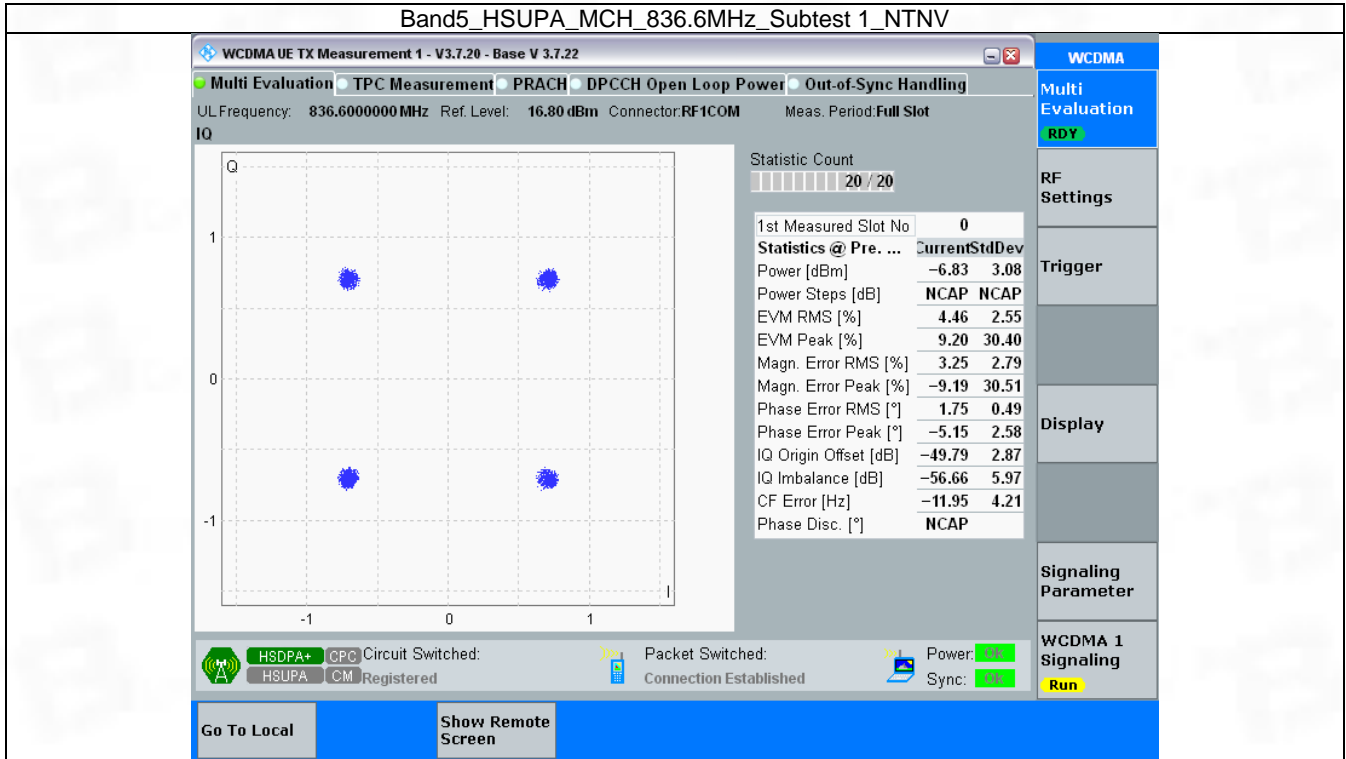 Band5_HSUPA_MCH_836.6MHz_Subtest 1_NTNV
WCDMA UE TX Measurement 1 - V3.7.20 - Base V 3.7.22
Multi Evaluation TPC Measurement PRACH DPCCH Open Loop Power Out-of-Sync Handling
UL Frequency: 836.6000000 MHz Ref. Level: 16.80 dBm Connector:RF1COM Meas. Period:Full Slot
IQ
Q
1
0
-1
-1 0 1
I
Statistic Count
20 / 20
1st Measured Slot No 0
Statistics @ Pre. ... CurrentStdDev
Power [dBm] −6.83 3.08
Power Steps [dB] NCAP NCAP
EVM RMS [%] 4.46 2.55
EVM Peak [%] 9.20 30.40
Magn. Error RMS [%] 3.25 2.79
Magn. Error Peak [%] −9.19 30.51
Phase Error RMS [°] 1.75 0.49
Phase Error Peak [°] −5.15 2.58
IQ Origin Offset [dB] −49.79 2.87
IQ Imbalance [dB] −56.66 5.97
CF Error [Hz] −11.95 4.21
Phase Disc. [°] NCAP
HSDPA+ CPC Circuit Switched: Packet Switched: Power: Ok
HSUPA CM Registered Connection Established Sync: Ok
WCDMA
Multi
Evaluation
RDY
RF
Settings
Trigger
Display
Signaling
Parameter
WCDMA 1
Signaling
Run
Go To Local
Show Remote
Screen